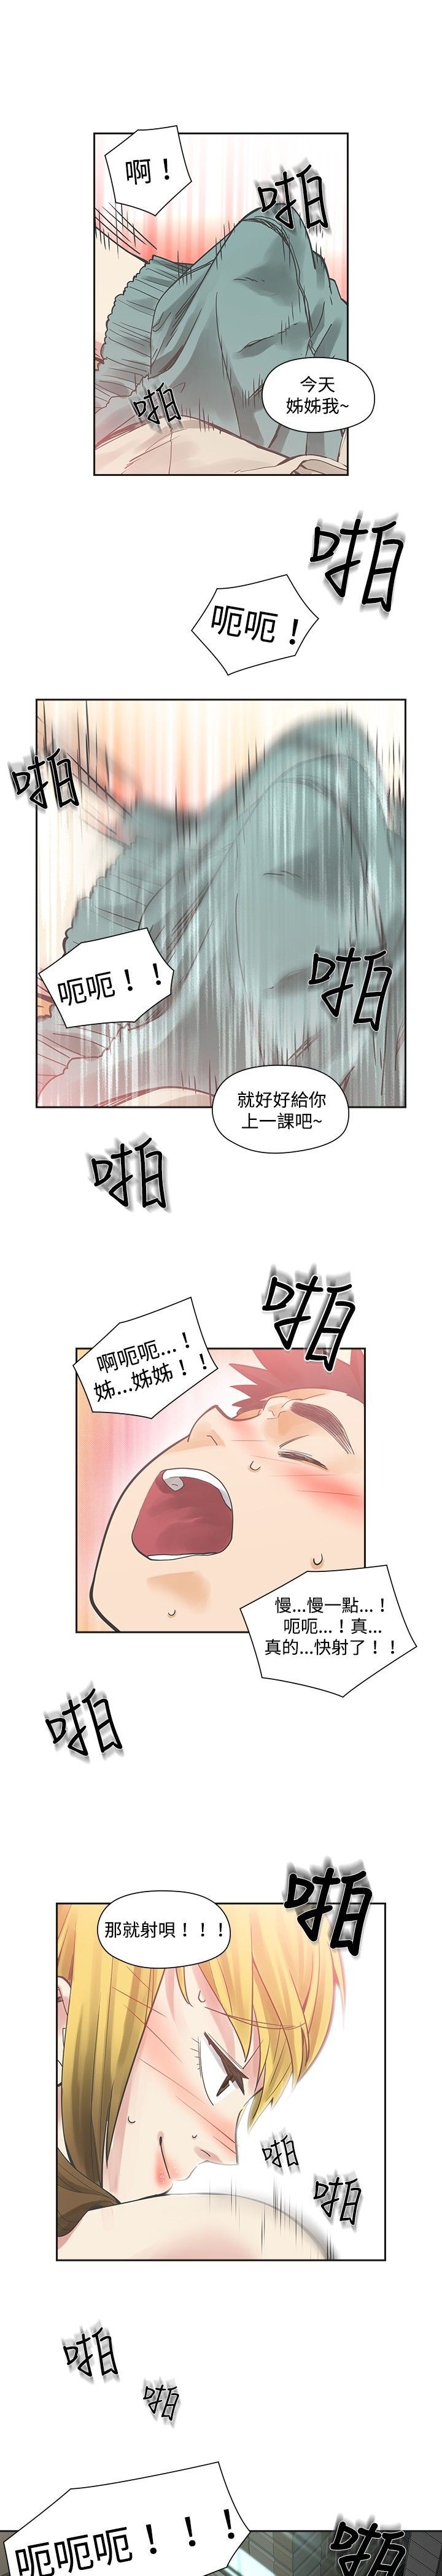 啊！
啪
今天
姊姊我~
啪
啪
呃呃！
啪
呃呃！！
啪
就好好給你
上一課吧~
啪
啪
啊呃呃...！
姊...姊姊！！
慢...慢一點...！
呃呃...！真...
真的...快射了！！
啪
啪
那就射唄！！！
啪
啪
啪
啪
啪
呃呃呃！！！